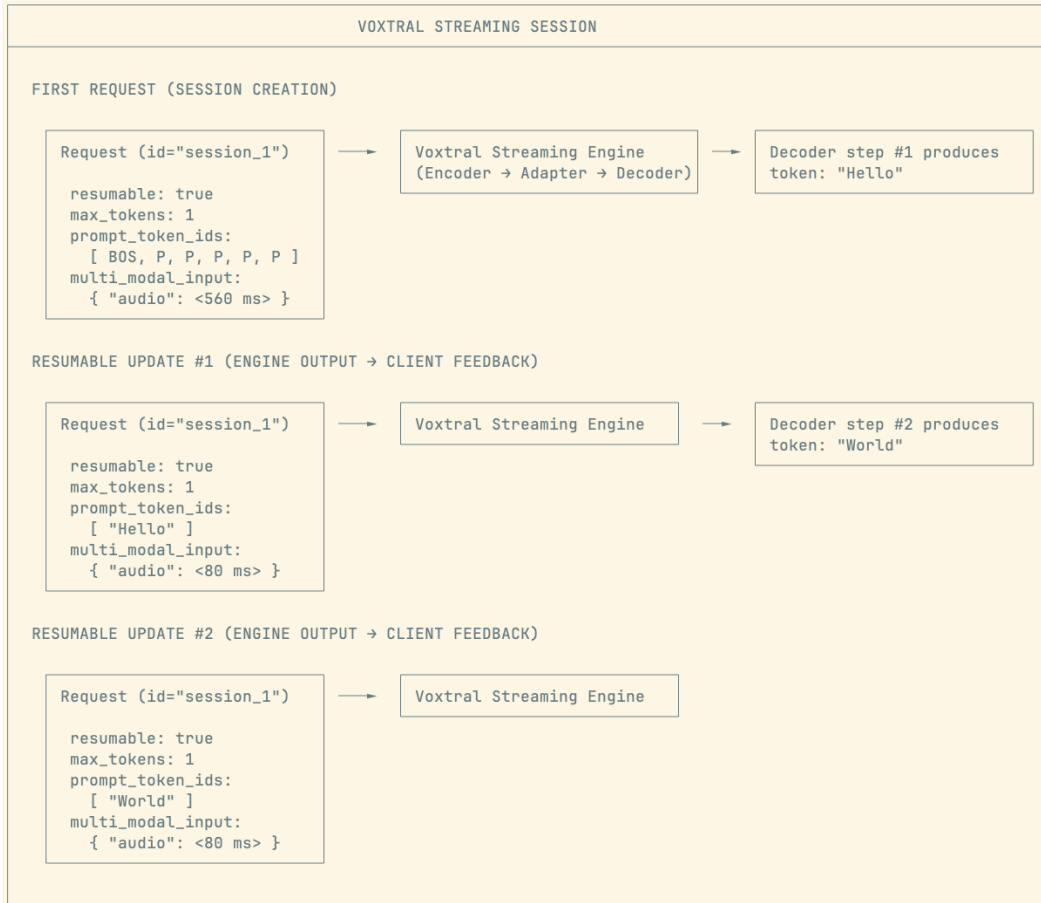 VOXTRAL STREAMING SESSION
FIRST REQUEST (SESSION CREATION)
Request (id="session_1")
resumable: true
max_tokens: 1
prompt_token_ids:
[ BOS, P, P, P, P, P ]
multi_modal_input:
{ "audio": <560 ms> }
Voxtral Streaming Engine
(Encoder → Adapter → Decoder)
Decoder step #1 produces
token: "Hello"
RESUMABLE UPDATE #1 (ENGINE OUTPUT → CLIENT FEEDBACK)
Request (id="session_1")
resumable: true
max_tokens: 1
prompt_token_ids:
[ "Hello" ]
multi_modal_input:
{ "audio": <80 ms> }
Voxtral Streaming Engine
Decoder step #2 produces
token: "World"
RESUMABLE UPDATE #2 (ENGINE OUTPUT → CLIENT FEEDBACK)
Request (id="session_1")
resumable: true
max_tokens: 1
prompt_token_ids:
[ "World" ]
multi_modal_input:
{ "audio": <80 ms> }
Voxtral Streaming Engine